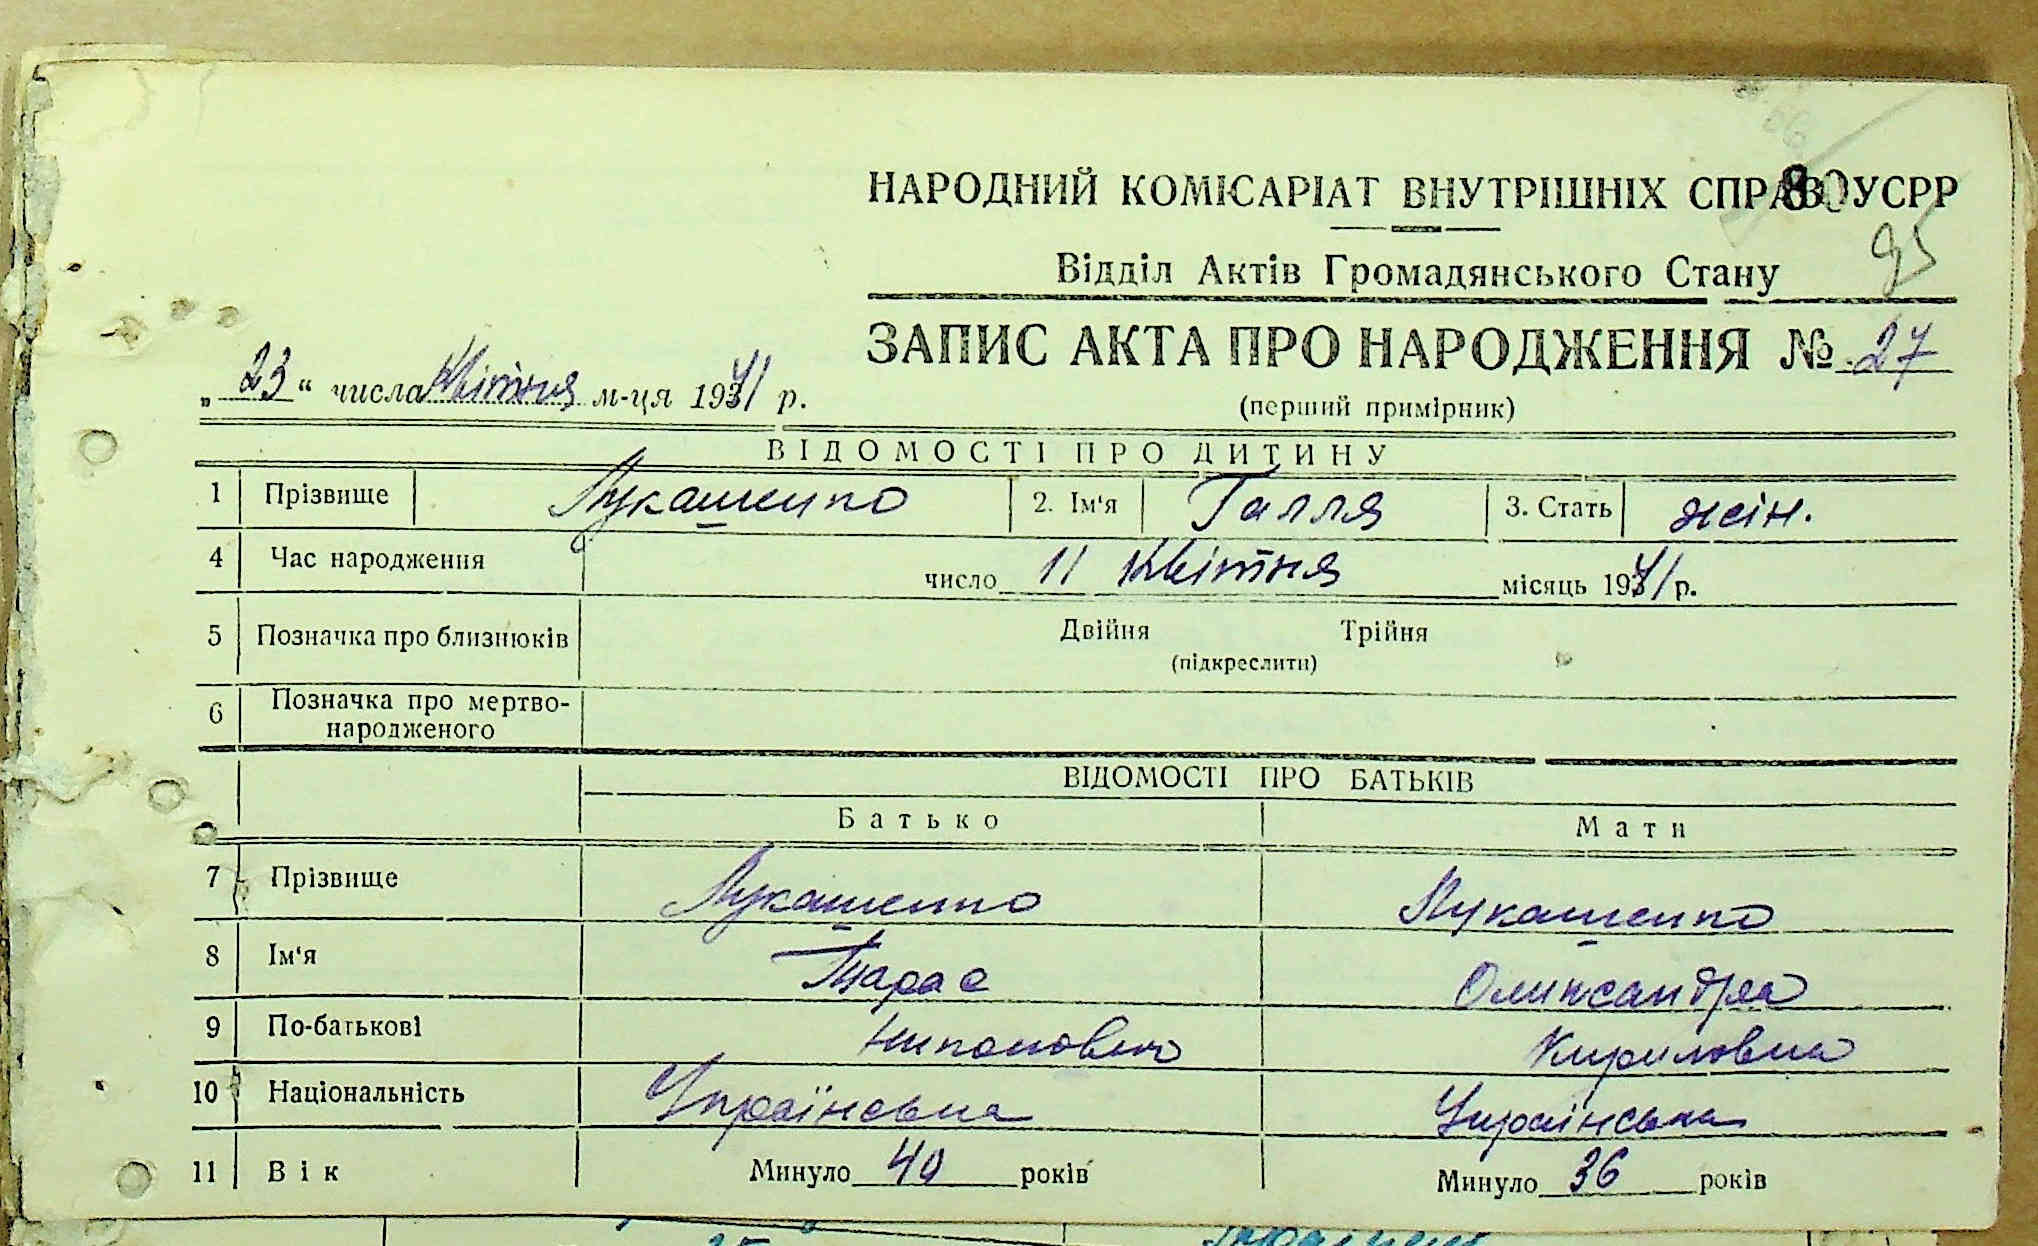 НАРОДНИЙ КОМІСАРІАТ ВНУТРІШНІХ СПРАВ УСРР
80
Відділ Актів Громадянського Стану
95
ЗАПИС АКТА ПРО НАРОДЖЕННЯ № 27
„ 23 “ числа Квітня м-ця 1941 р.
(перший примірник)
ВІДОМОСТІ ПРО ДИТИНУ
1 Прізвище Лукашенко 2. Ім‘я Галля 3. Стать жін.
4 Час народження число 11 Квітня місяць 1941 р.
5 Позначка про близнюків Двійня Трійня
(підкреслити)
6 Позначка про мертво-
народженого
ВІДОМОСТІ ПРО БАТЬКІВ
Батько Мати
7 Прізвище Лукашенко Лукашенко
8 Ім‘я Тарас Олександра
9 По-батькові Кириловна
10 Національність Українська Українська
11 Вік Минуло 40 років Минуло 36 років